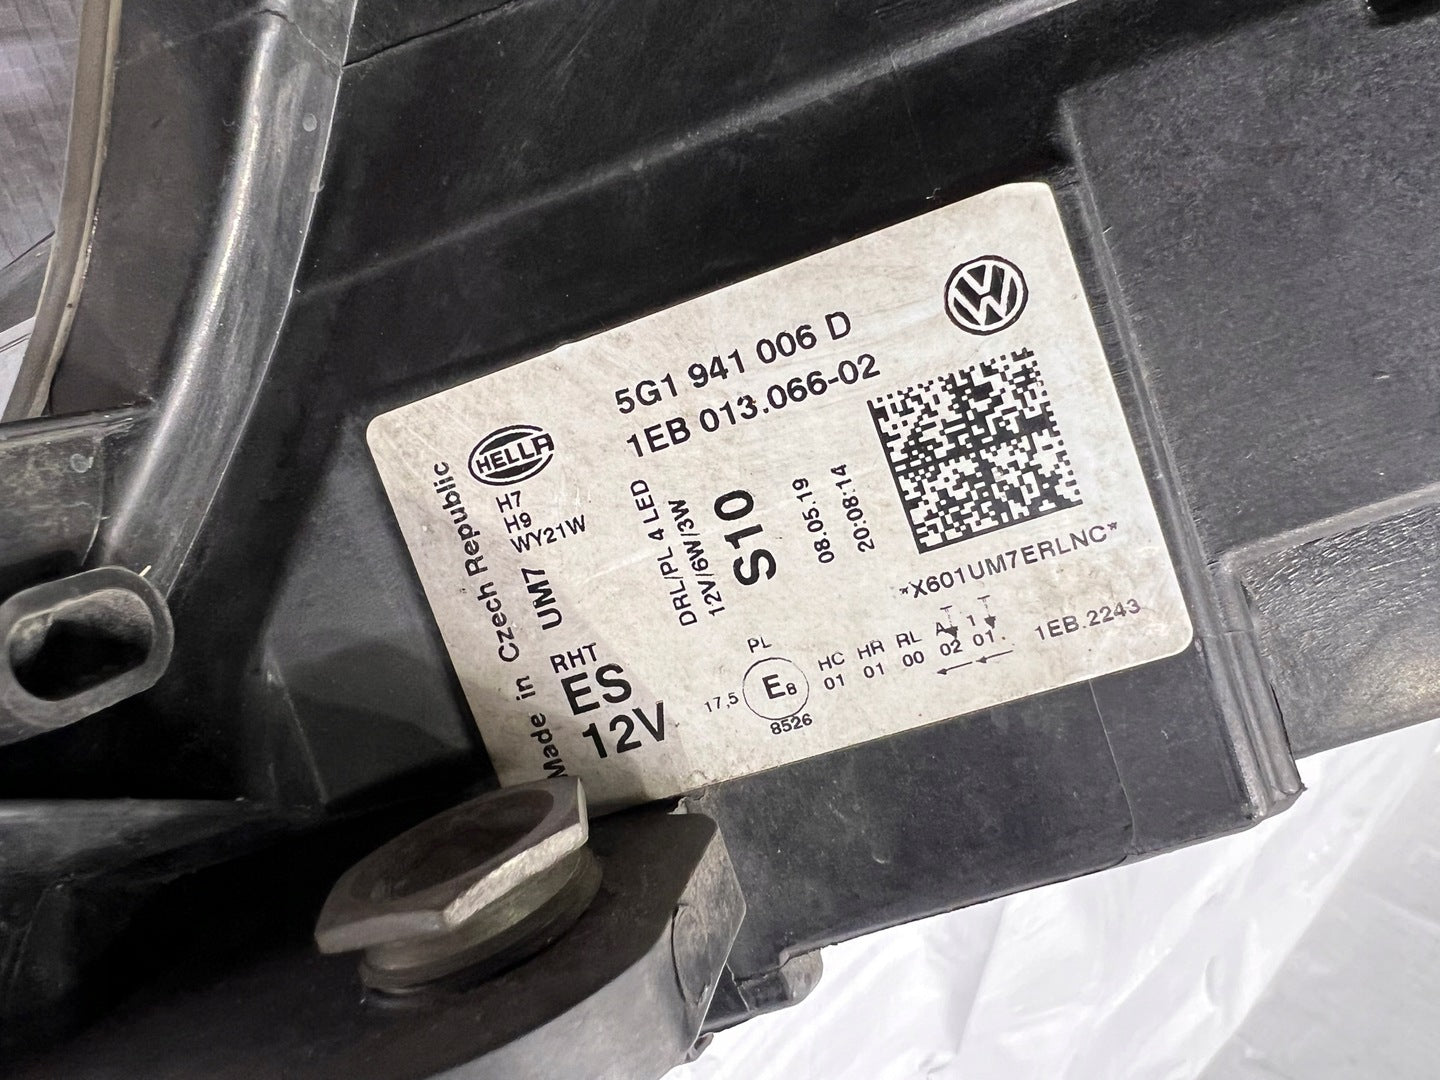 5G1 941 006 D
1EB 013.066-02
HELLA
H7
H9
WY21W
Made in Czech Republic
UM7
RHT
ES
12V
DRL/PL 4 LED
12V/6W/3W
S10
08.05.19
20:08:14
*X601UM7ERLNC*
PL
17,5
E8
8526
HC HR RL A 1
01 01 00 02 01
T T
1EB.2243